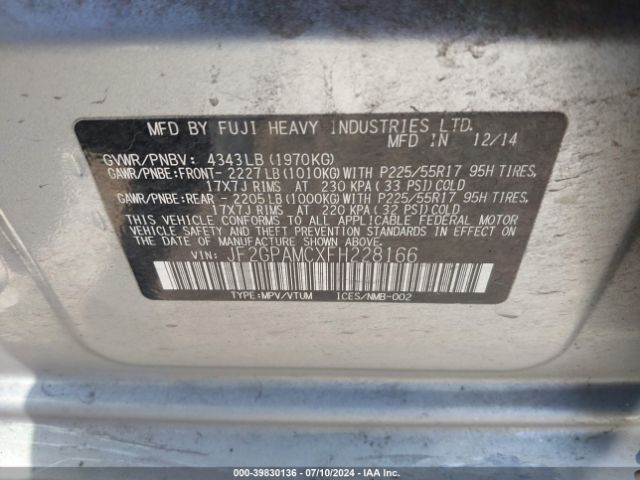 MFD BY FUJI HEAVY INDUSTRIES LTD.
MFD IN 12/14
GVWR/PNBV: 4343LB (1970KG)
GAWR/PNBE:FRONT- 2227LB (1010KG) WITH P225/55R17 95H TIRES,
17X7J RIMS AT 230 KPA (33 PSI) COLD
GAWR/PNBE:REAR - 2205LB (1000KG) WITH P225/55R17 95H TIRES,
17X7J RIMS AT 220 KPA (32 PSI) COLD
THIS VEHICLE CONFORMS TO ALL APPLICABLE FEDERAL MOTOR
VEHICLE SAFETY, BUMPER, AND THEFT PREVENTION STANDARDS IN EFFECT
ON THE DATE OF MANUFACTURE SHOWN ABOVE.
VIN: JF2GPAMCXFH228166
TYPE:MPV/VTUM ICES/NMB-002
000-39830136 - 07/10/2024 - IAAI.COM